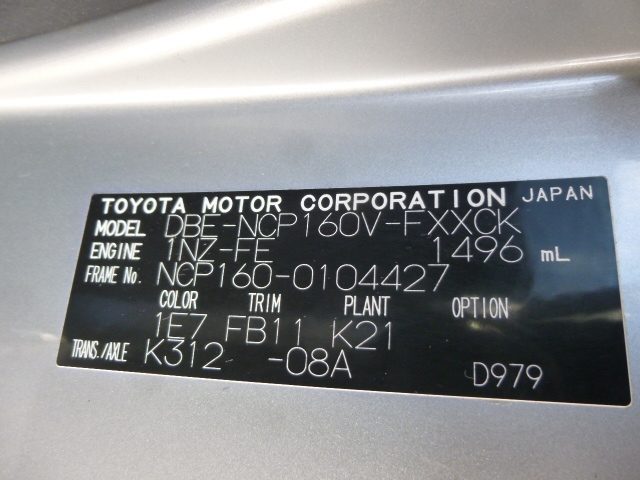 TOYOTA MOTOR CORPORATION JAPAN
MODEL DBE-NCP160V-FXXCK
ENGINE 1NZ-FE 1496 mL
FRAME No. NCP160-0104427
COLOR TRIM PLANT OPTION
1E7 FB11 K21
TRANS./AXLE K312 -08A D979